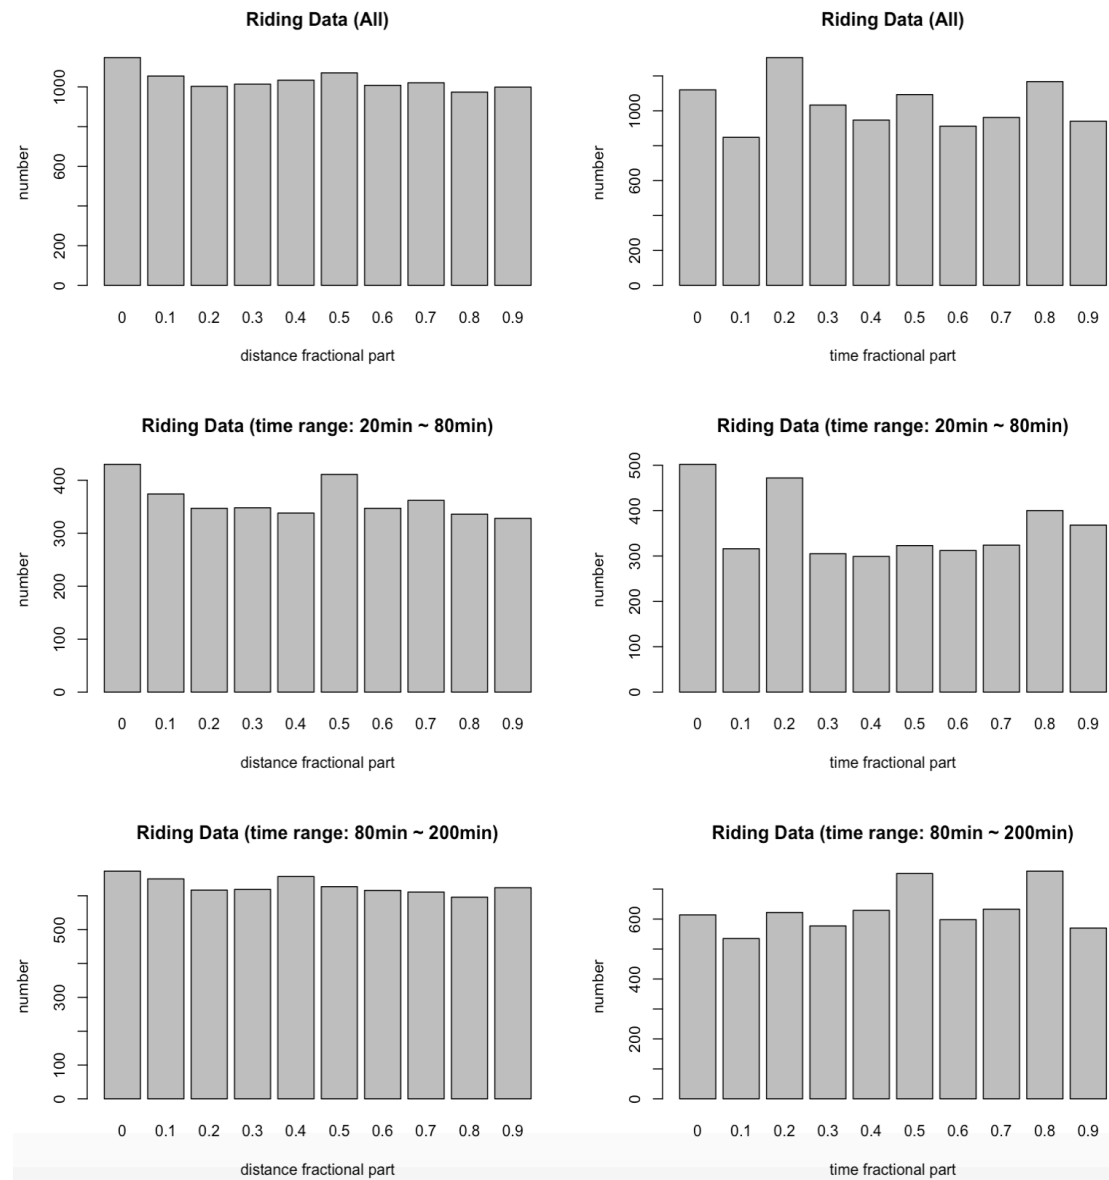 Riding Data (All)
number
0 200 600 1000
0 0.1 0.2 0.3 0.4 0.5 0.6 0.7 0.8 0.9
distance fractional part
Riding Data (All)
number
0 200 600 1000
0 0.1 0.2 0.3 0.4 0.5 0.6 0.7 0.8 0.9
time fractional part
Riding Data (time range: 20min ~ 80min)
number
0 100 200 300 400
0 0.1 0.2 0.3 0.4 0.5 0.6 0.7 0.8 0.9
distance fractional part
Riding Data (time range: 20min ~ 80min)
number
0 100 200 300 400 500
0 0.1 0.2 0.3 0.4 0.5 0.6 0.7 0.8 0.9
time fractional part
Riding Data (time range: 80min ~ 200min)
number
0 100 300 500
0 0.1 0.2 0.3 0.4 0.5 0.6 0.7 0.8 0.9
distance fractional part
Riding Data (time range: 80min ~ 200min)
number
0 200 400 600
0 0.1 0.2 0.3 0.4 0.5 0.6 0.7 0.8 0.9
time fractional part